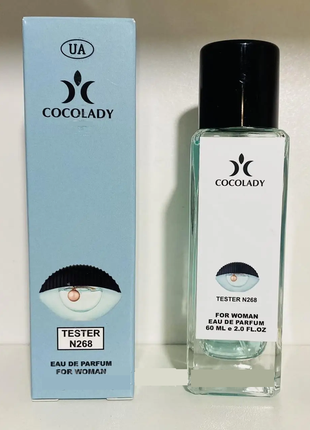 UA
COCOLADY
TESTER
N268
EAU DE PARFUM
FOR WOMAN
COCOLADY
TESTER N268
FOR WOMAN
EAU DE PARFUM
60 ML e 2.0 FL.OZ